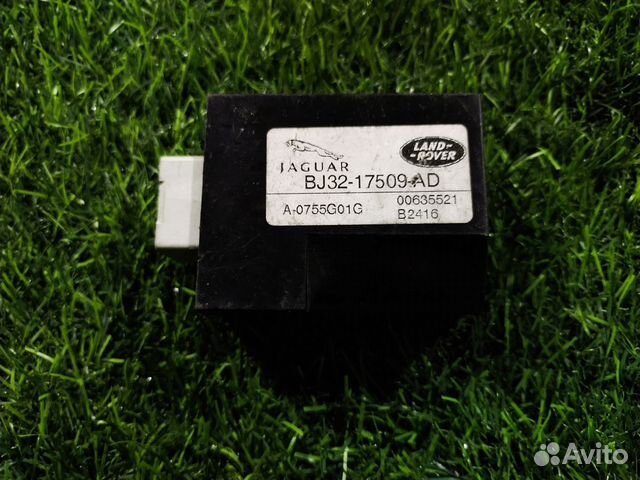 JAGUAR
LAND-
-ROVER
BJ32-17509-AD
A-0755G01G 00635521
B2416
Avito